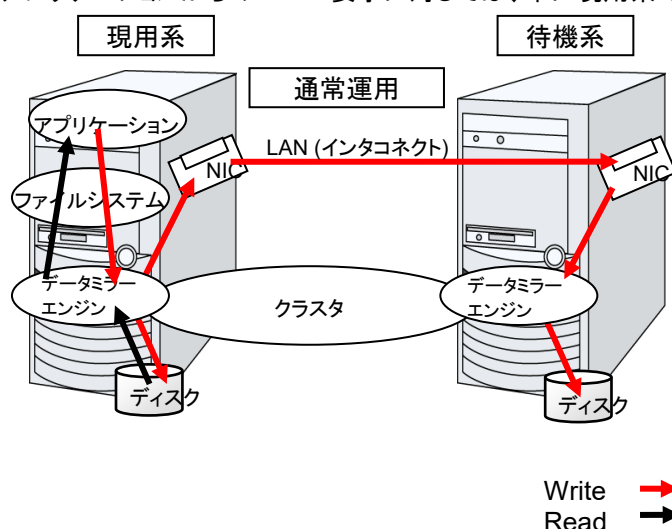 現用系
待機系
通常運用
アプリケーション
LAN (インタコネクト)
NIC
NIC
ファイルシステム
データミラー
エンジン
クラスタ
データミラー
エンジン
ディスク
ディスク
Write
Read